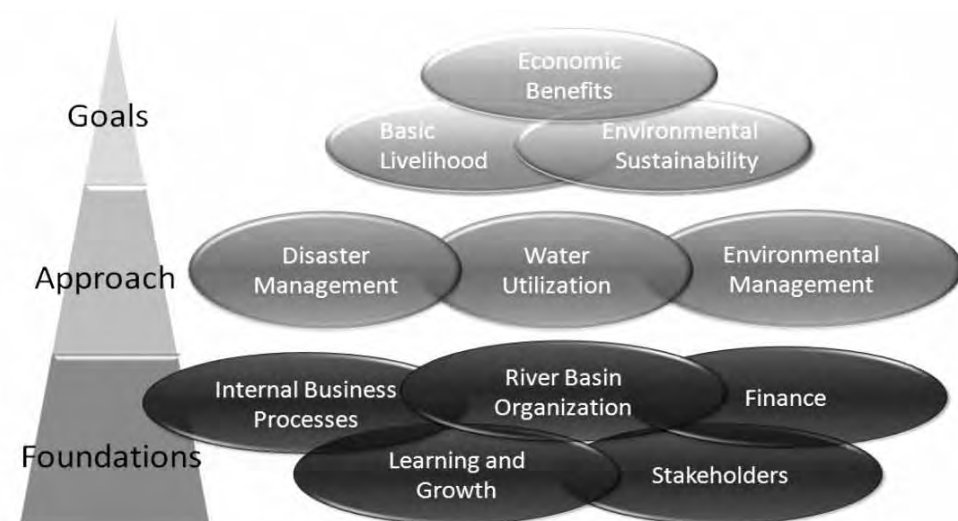 Goals
Economic
Benefits
Basic
Livelihood
Environmental
Sustainability
Approach
Disaster
Management
Water
Utilization
Environmental
Management
Foundations
Internal Business
Processes
River Basin
Organization
Finance
Learning and
Growth
Stakeholders